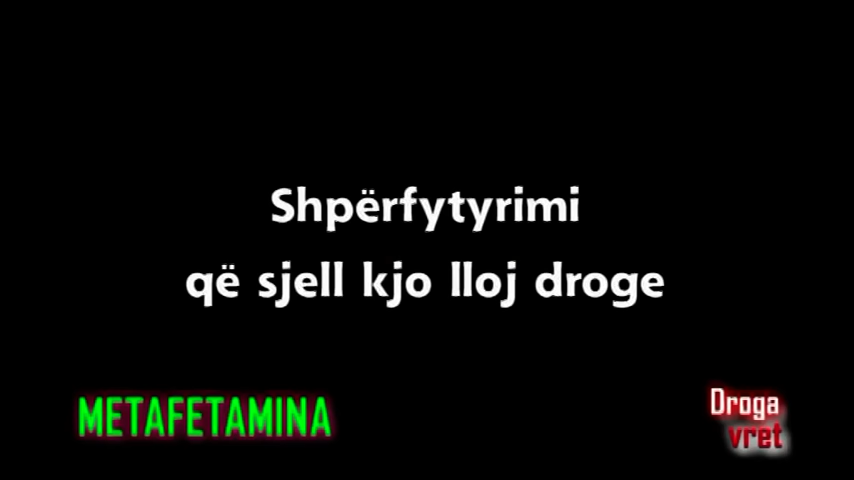 Shpërfytyrimi
që sjell kjo lloj droge
METAFETAMINA
Droga
vret